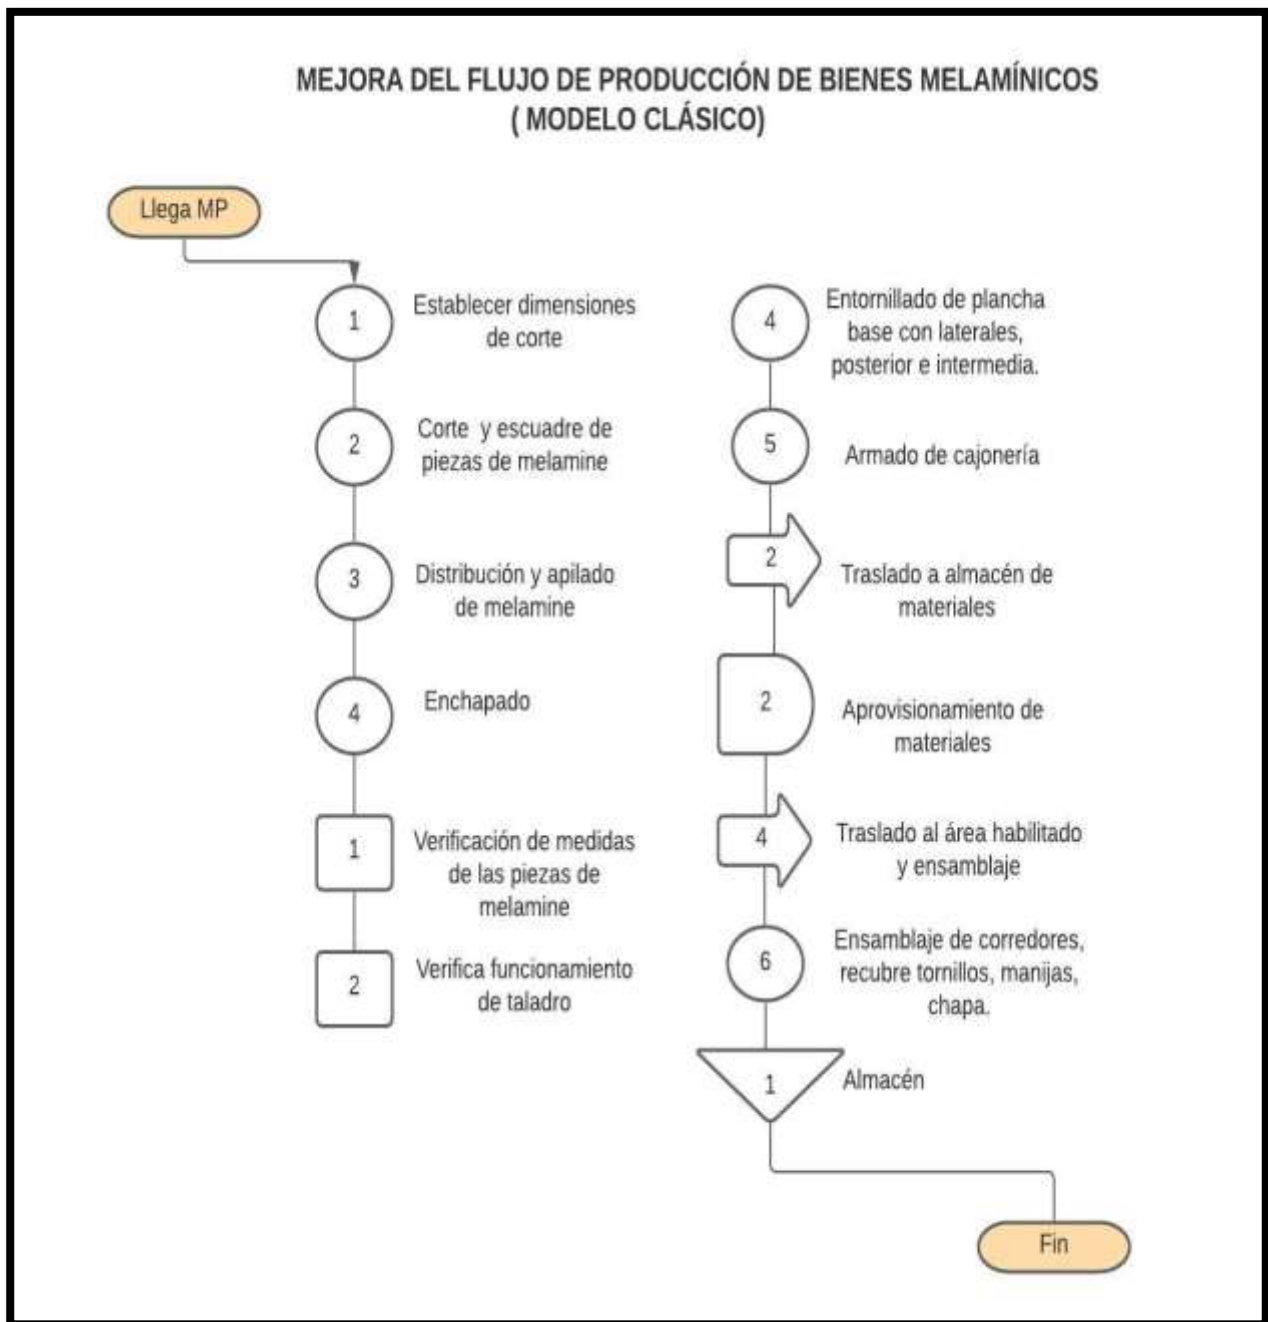 MEJORA DEL FLUJO DE PRODUCCIÓN DE BIENES MELAMÍNICOS
( MODELO CLÁSICO)
Llega MP
1
Establecer dimensiones
de corte
2
Corte y escuadre de
piezas de melamine
3
Distribución y apilado
de melamine
4
Enchapado
1
Verificación de medidas
de las piezas de
melamine
2
Verifica funcionamiento
de taladro
4
Entornillado de plancha
base con laterales,
posterior e intermedia.
5
Armado de cajonería
2
Traslado a almacén de
materiales
2
Aprovisionamiento de
materiales
4
Traslado al área habilitado
y ensamblaje
6
Ensamblaje de corredores,
recubre tornillos, manijas,
chapa.
1
Almacén
Fin